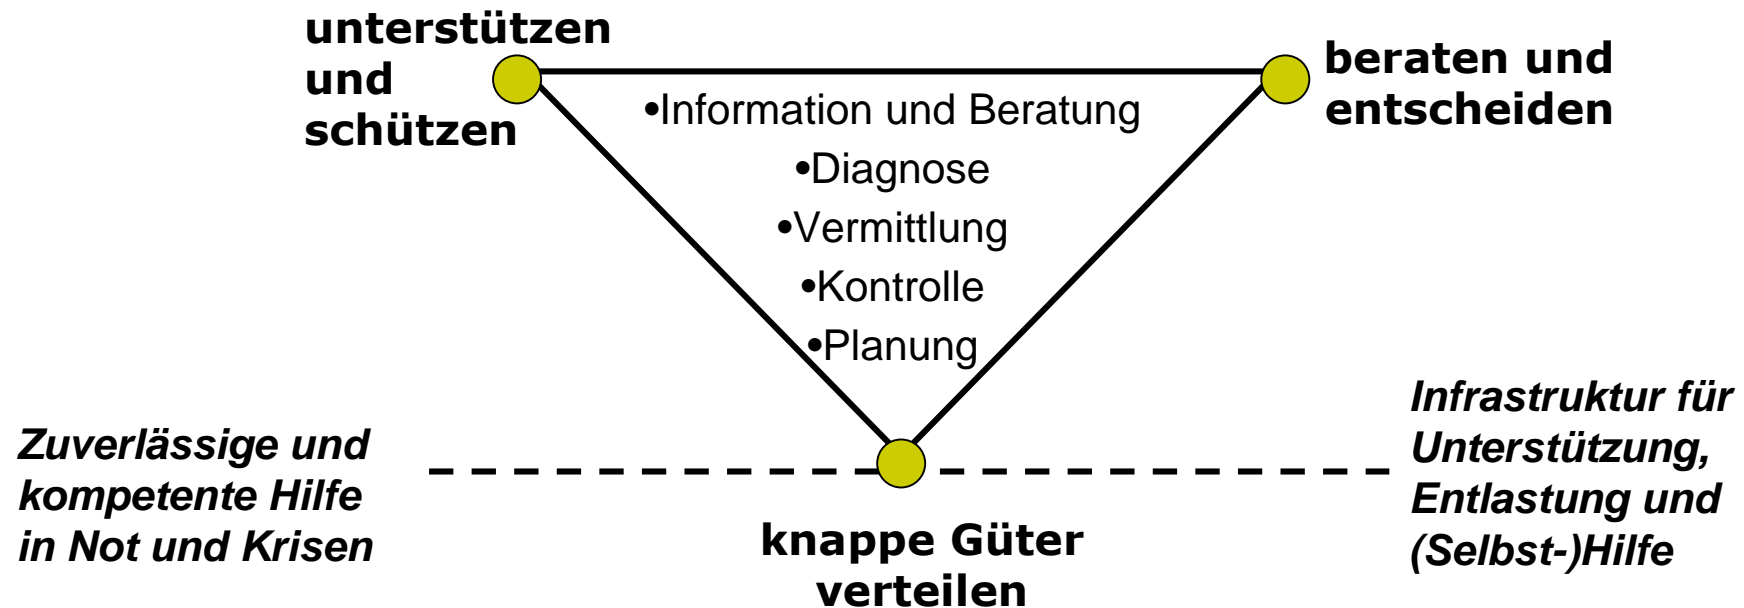 unterstützen
und
schützen
beraten und
entscheiden
•Information und Beratung
•Diagnose
•Vermittlung
•Kontrolle
•Planung
Zuverlässige und
kompetente Hilfe
in Not und Krisen
knappe Güter
verteilen
Infrastruktur für
Unterstützung,
Entlastung und
(Selbst-)Hilfe